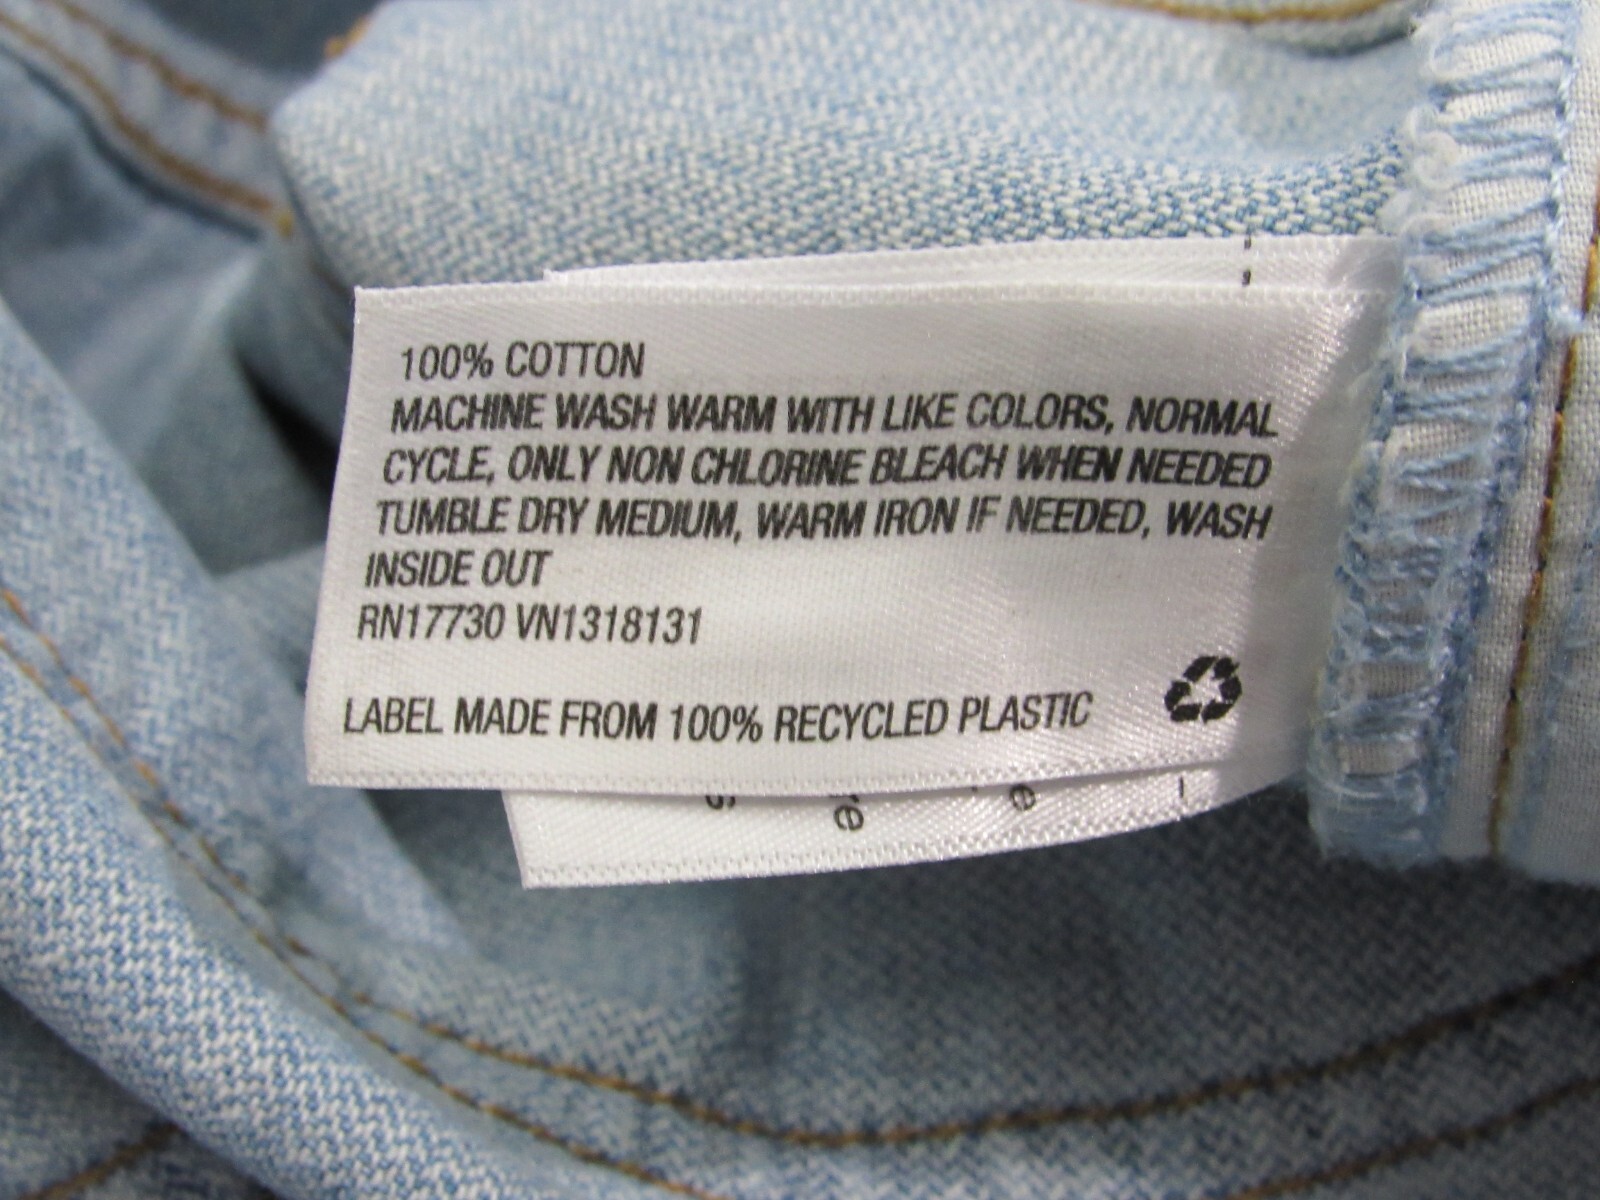 100% COTTON
MACHINE WASH WARM WITH LIKE COLORS, NORMAL
CYCLE, ONLY NON CHLORINE BLEACH WHEN NEEDED
TUMBLE DRY MEDIUM, WARM IRON IF NEEDED, WASH
INSIDE OUT
RN17730 VN1318131
LABEL MADE FROM 100% RECYCLED PLASTIC